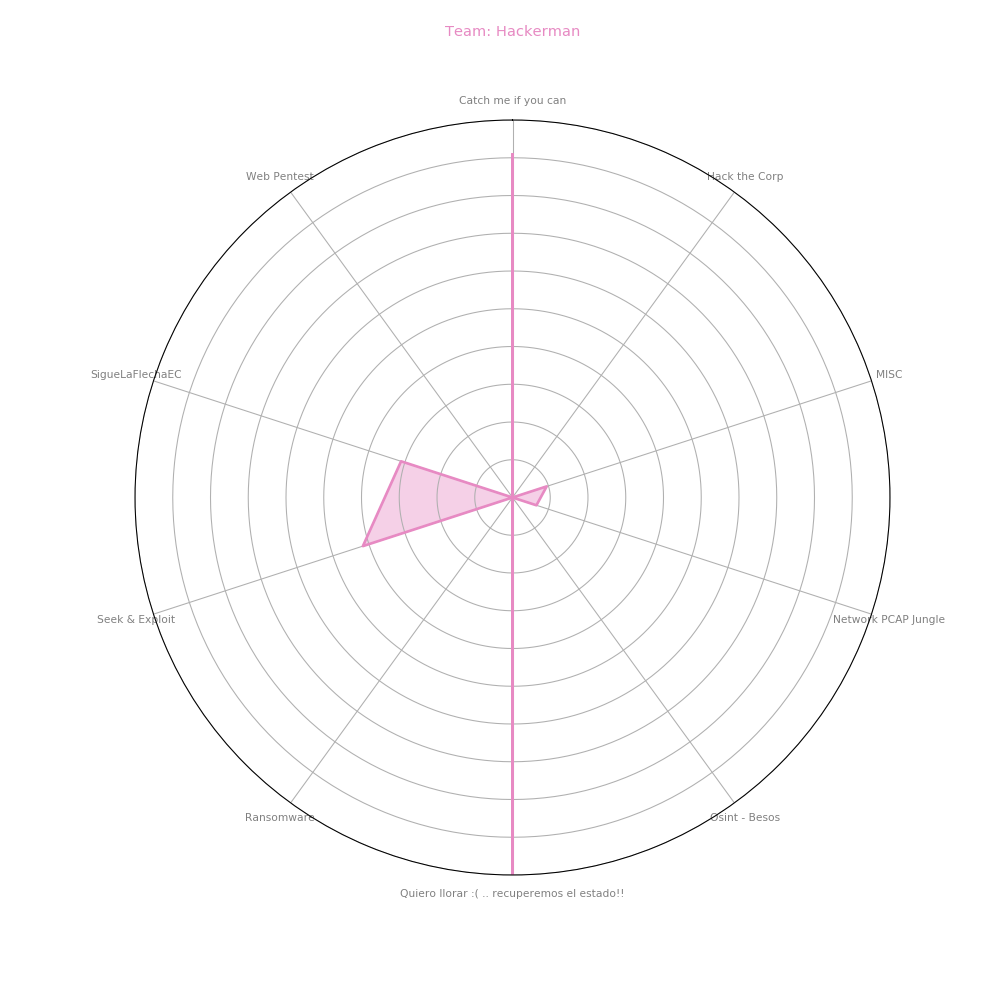 Team: Hackerman
Catch me if you can
Web Pentest
Hack the Corp
SigueLaFlechaEC
MISC
Seek & Exploit
Network PCAP Jungle
Ransomware
Osint - Besos
Quiero llorar :( .. recuperemos el estado!!